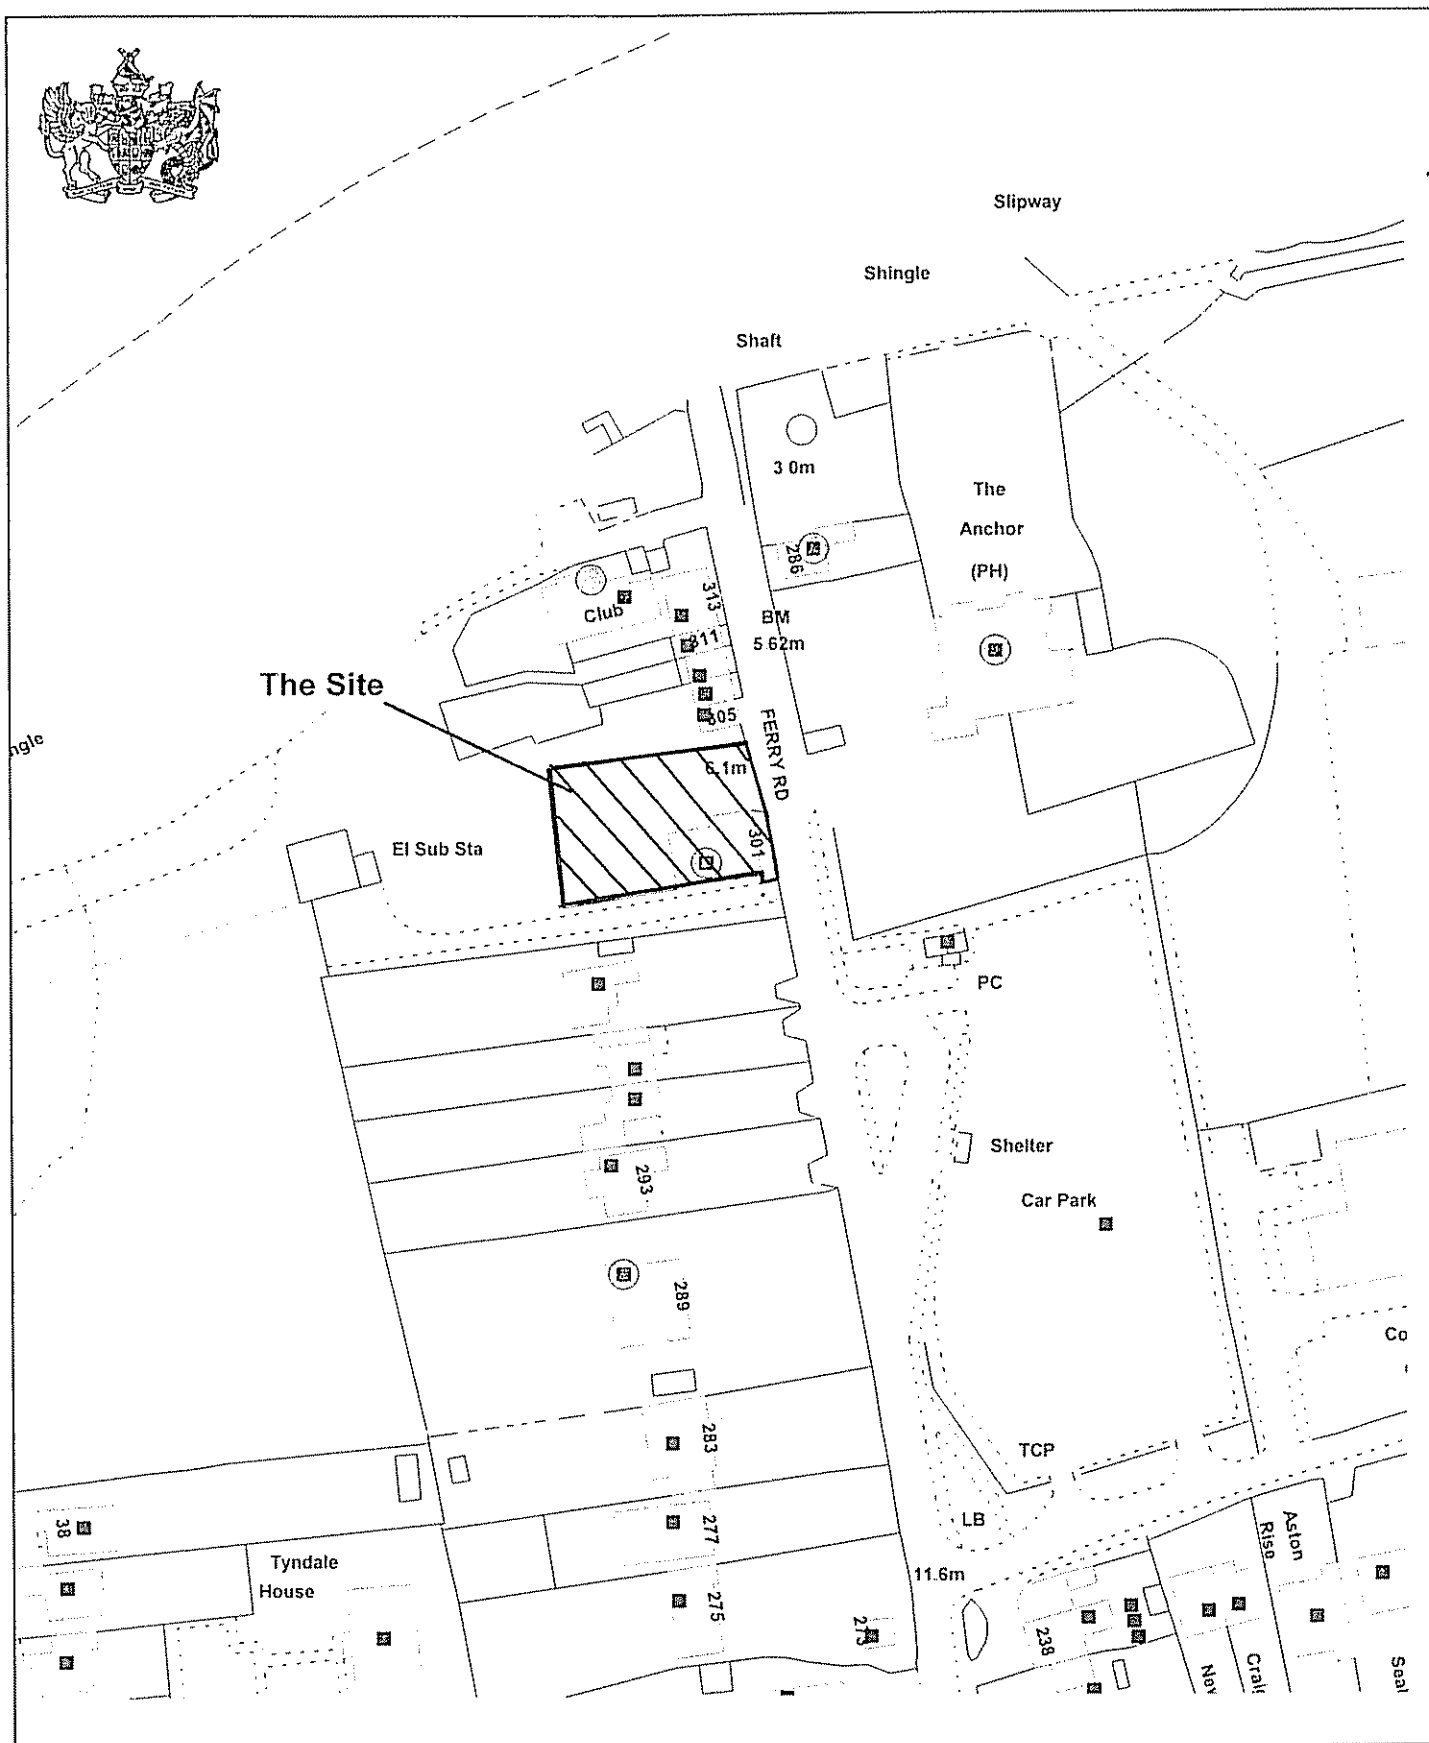 Slipway
Shingle
Shaft
3 0m
The
Anchor
(PH)
286
313
Club
BM
311
5.62m
The Site
305
FERRY RD
ngle
6.1m
El Sub Sta
301
PC
Shelter
293
Car Park
289
Co
283
TCP
277
LB
38
Aston
Rise
Tyndale
House
11.6m
275
273
238
Nev
Crai
Seal